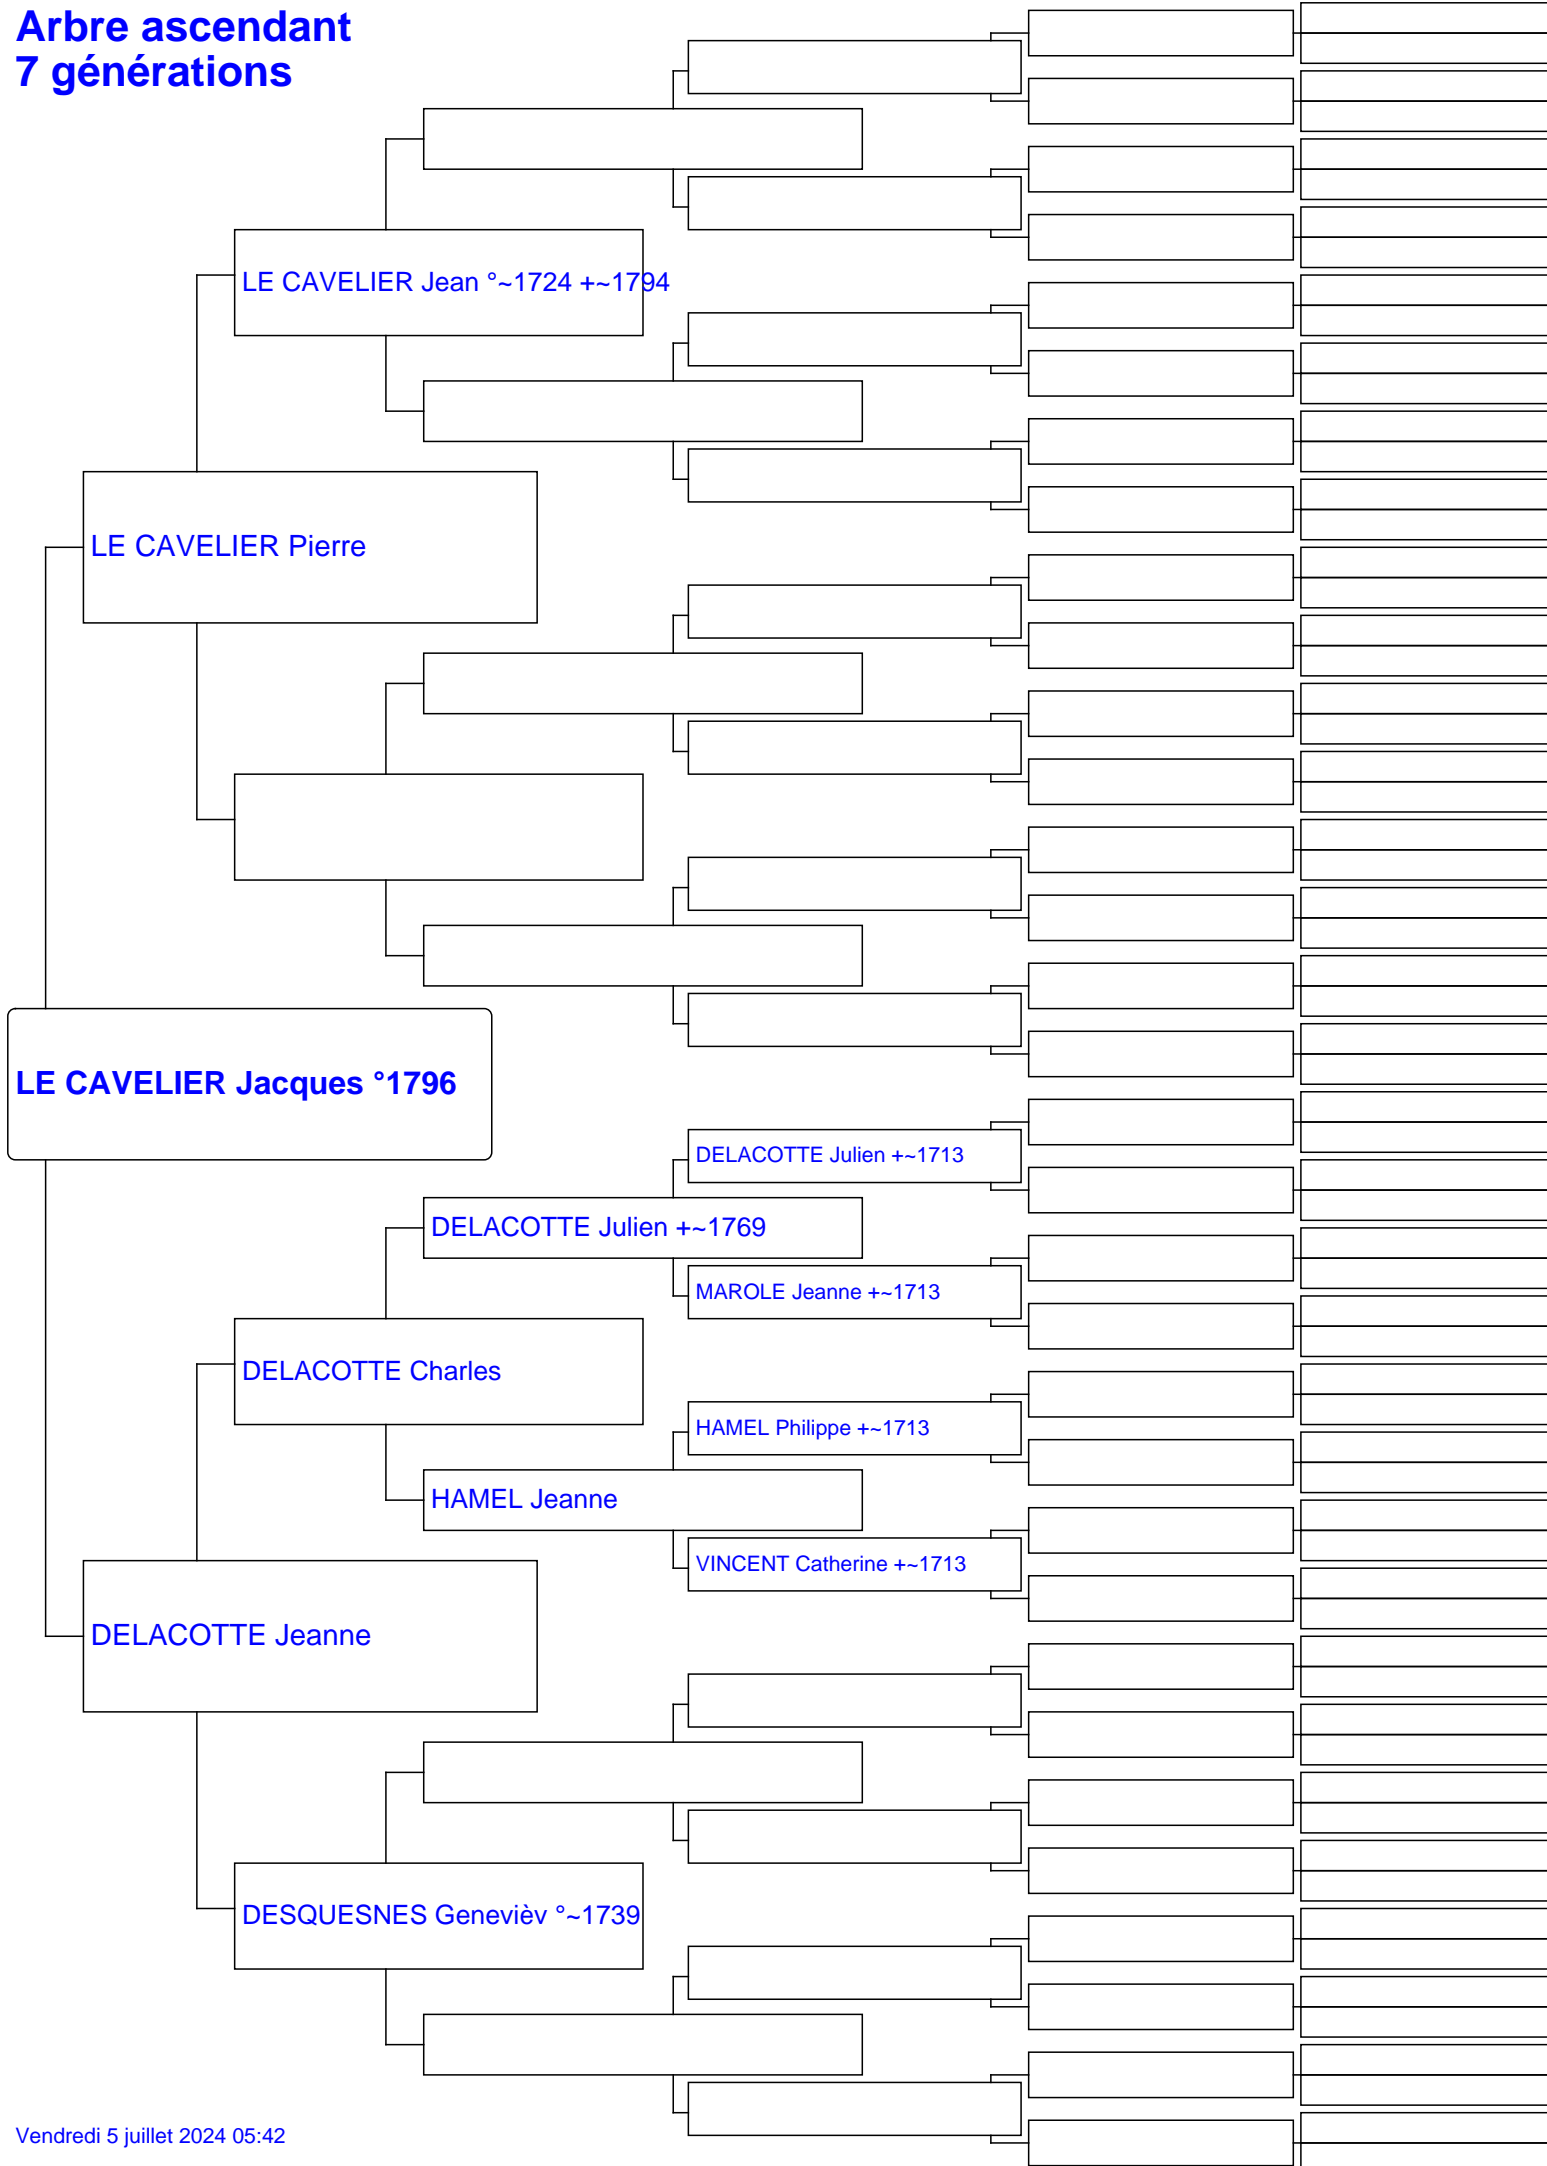 Arbre ascendant
7 générations
LE CAVELIER Jean °~1724 +~1794
LE CAVELIER Pierre
LE CAVELIER Jacques °1796
DELACOTTE Julien +~1713
DELACOTTE Julien +~1769
MAROLE Jeanne +~1713
DELACOTTE Charles
HAMEL Philippe +~1713
HAMEL Jeanne
VINCENT Catherine +~1713
DELACOTTE Jeanne
DESQUESNES Genevièv °~1739
Vendredi 5 juillet 2024 05:42